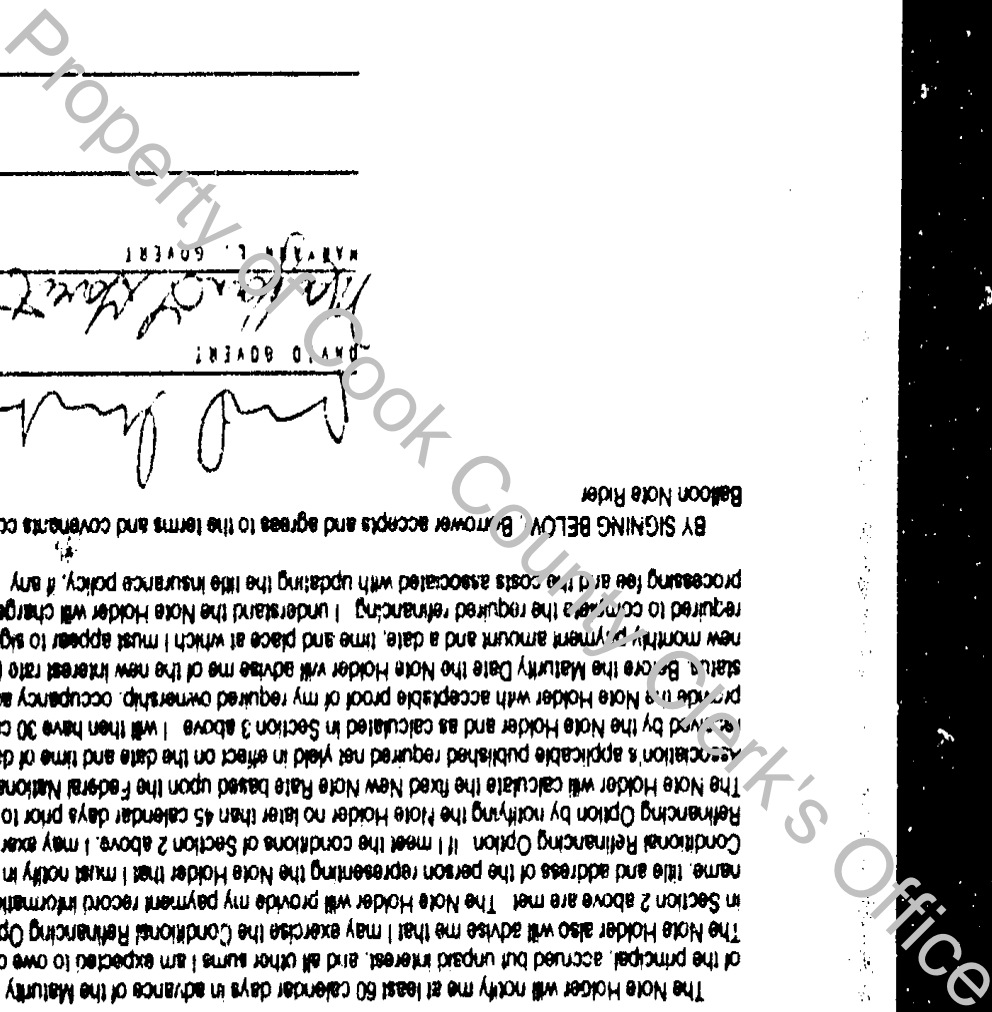 The Note Holder will notify me at least 60 calendar days in advance of the Maturity
of the principal, accrued but unpaid interest, and all other sums I am expected to owe
The Note Holder also will advise me that I may exercise the Conditional Refinancing Op
in Section 2 above are met The Note Holder will provide my payment record informati
name, title and address of the person representing the Note Holder that I must notify in
Conditional Refinancing Option If I meet the conditions of Section 2 above, I may exer
Refinancing Option by notifying the Note Holder no later than 45 calendar days prior to
The Note Holder will calculate the fixed New Note Rate based upon the Federal Nationa
Association's applicable published required net yield in effect on the date and time of da
received by the Note Holder and as calculated in Section 3 above I will then have 30 c
provide the Note Holder with acceptable proof of my required ownership, occupancy a
status. Before the Maturity Date the Note Holder will advise me of the new interest rate (
new monthly payment amount and a date, time and place at which I must appear to sig
required to complete the required refinancing I understand the Note Holder will charge
processing fee and the costs associated with updating the title insurance policy, if any
BY SIGNING BELOW, Borrower accepts and agrees to the terms and covenants co
Balloon Note Rider
DAVID GOVERT
MARYANN L. GOVERT
Property of Cook County Clerk's Office